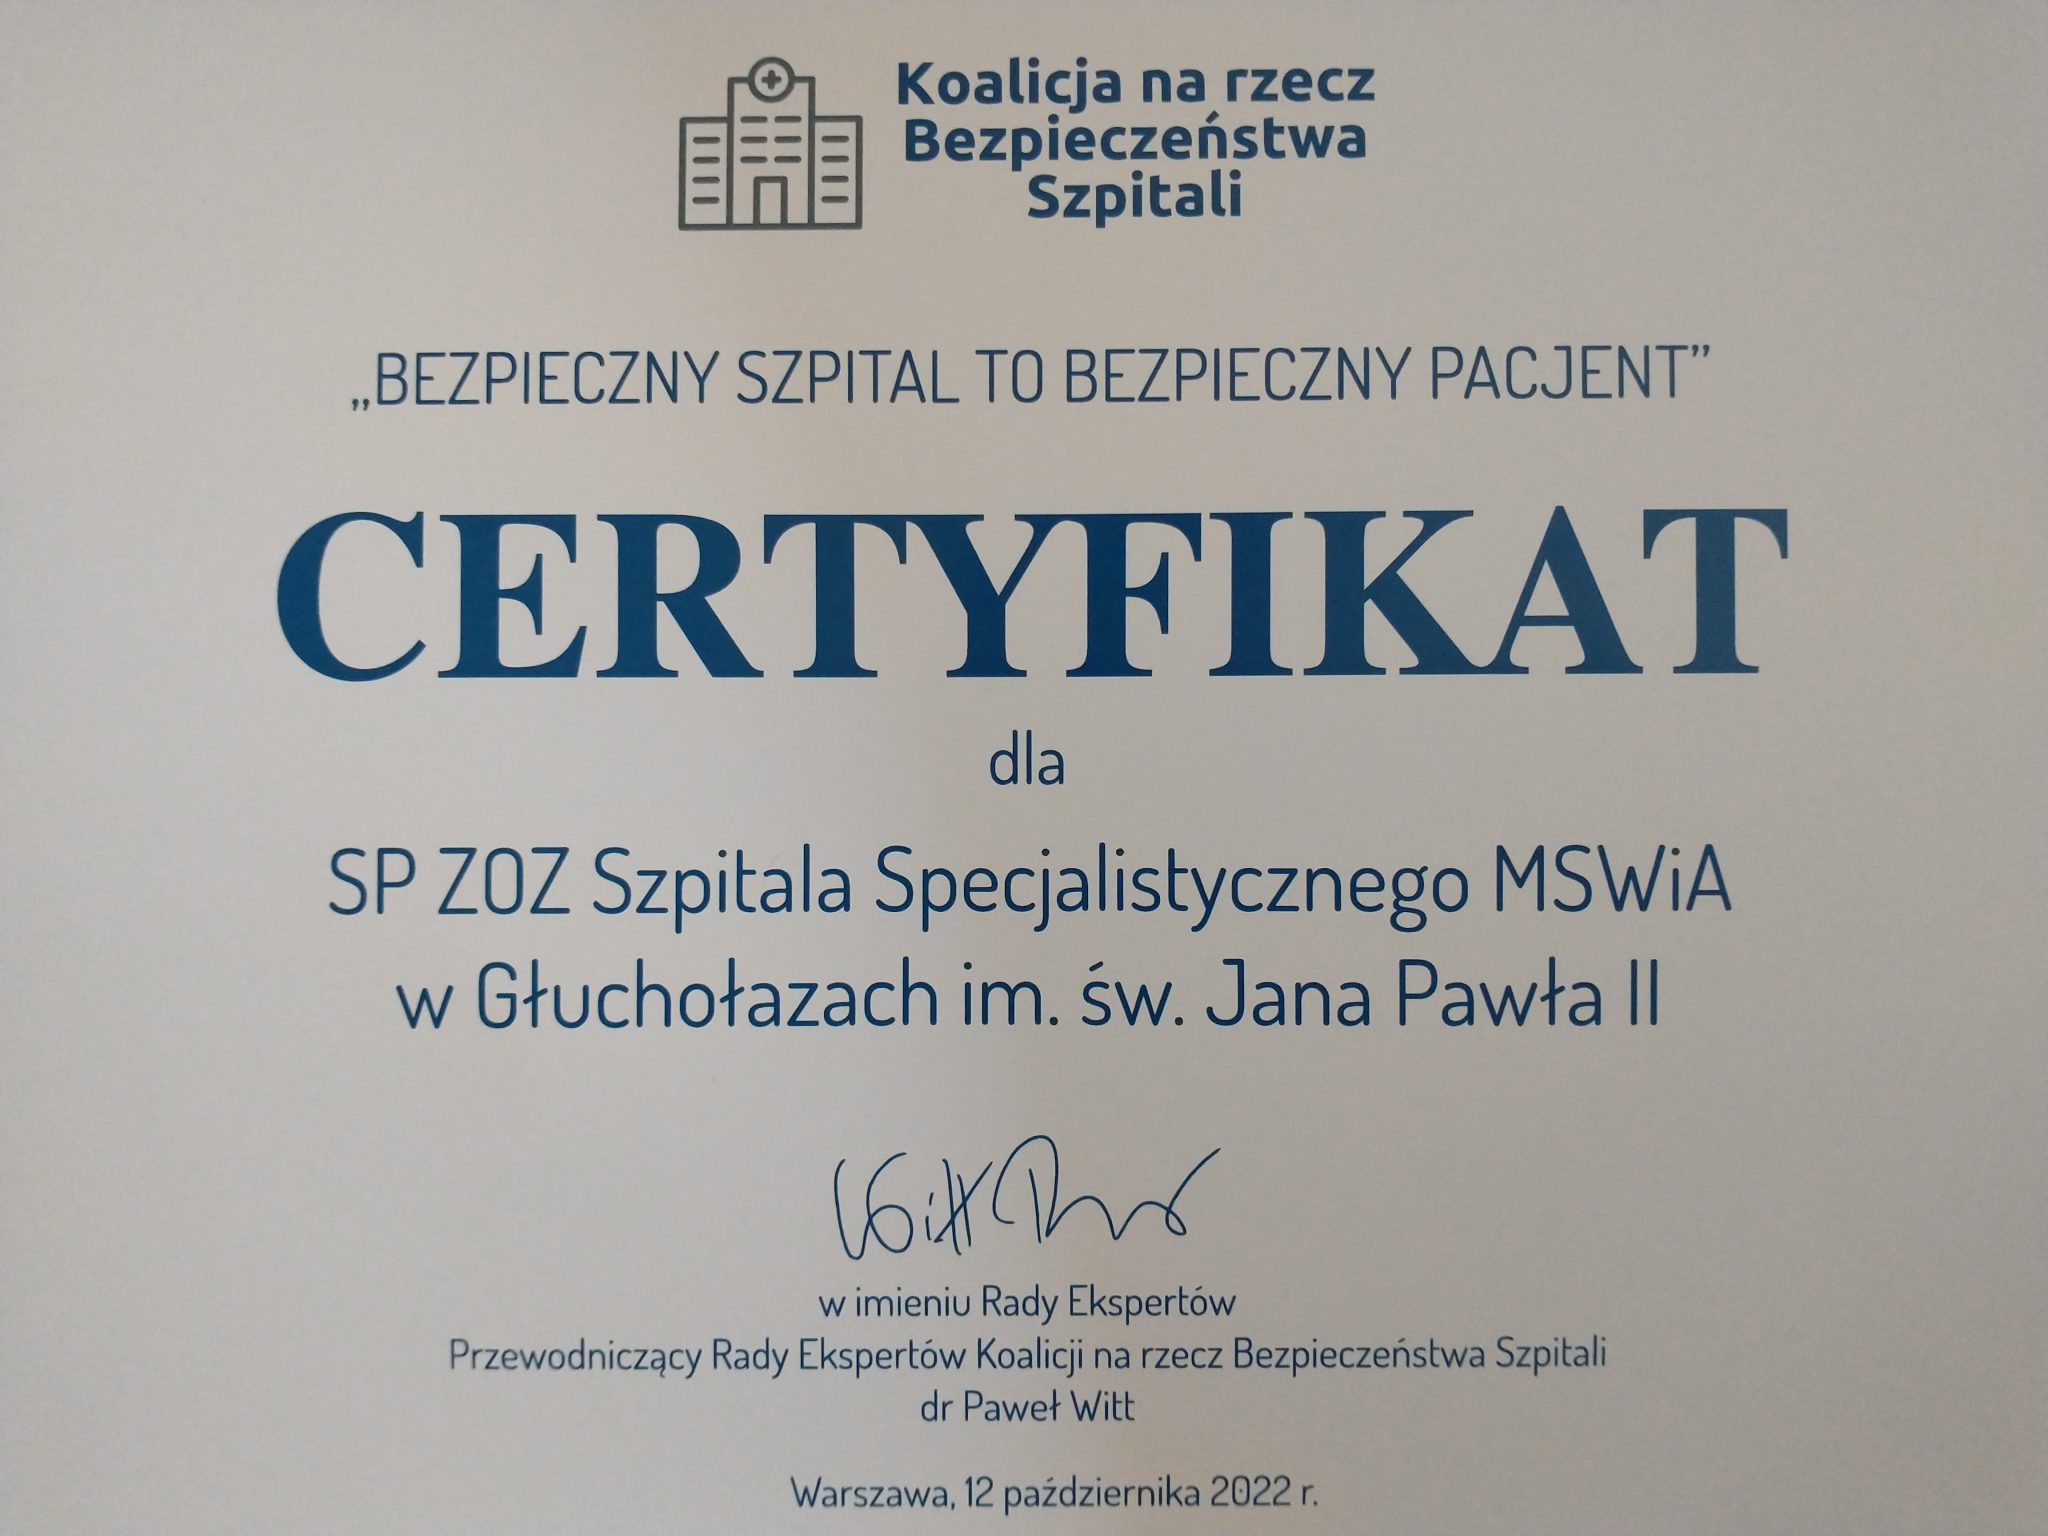 Koalicja na rzecz
Bezpieczeństwa
Szpitali
„BEZPIECZNY SZPITAL TO BEZPIECZNY PACJENT”
CERTYFIKAT
dla
SP ZOZ Szpitala Specjalistycznego MSWiA
w Głuchołazach im. św. Jana Pawła II
w imieniu Rady Ekspertów
Przewodniczący Rady Ekspertów Koalicji na rzecz Bezpieczeństwa Szpitali
dr Paweł Witt
Warszawa, 12 października 2022 r.